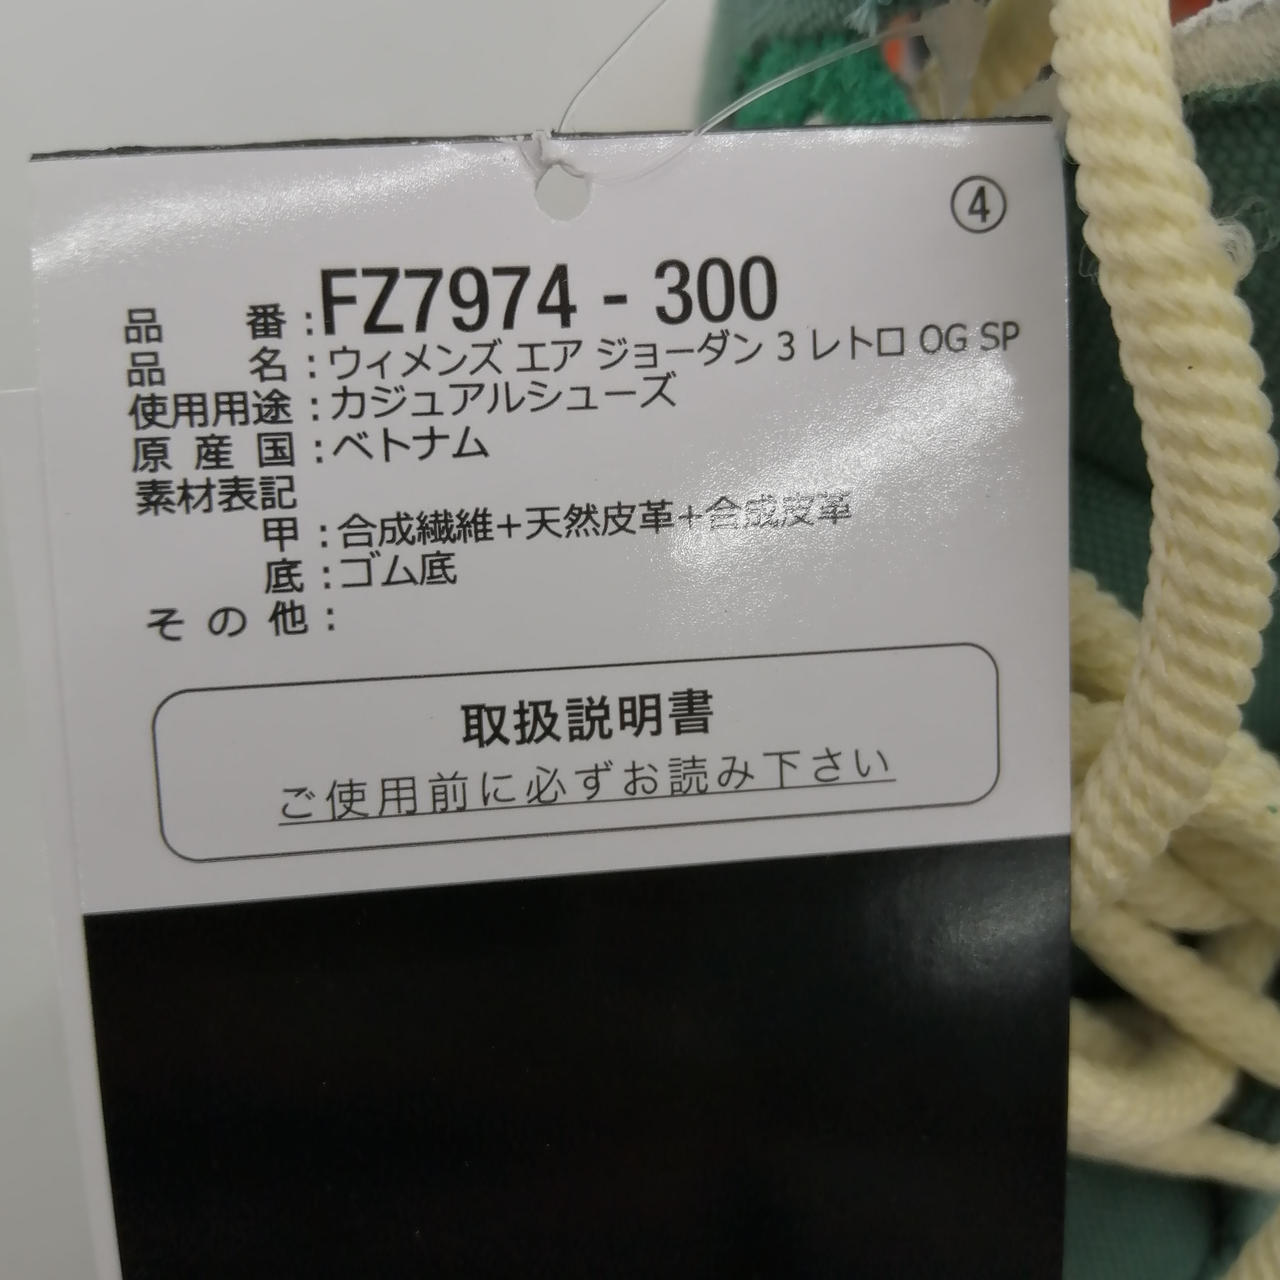 ④
品番:FZ7974-300
品名:ウィメンズ エア ジョーダン 3 レトロ OG SP
使用用途:カジュアルシューズ
原産国:ベトナム
素材表記
甲:合成繊維+天然皮革+合成皮革
底:ゴム底
その他:
取扱説明書
ご使用前に必ずお読み下さい